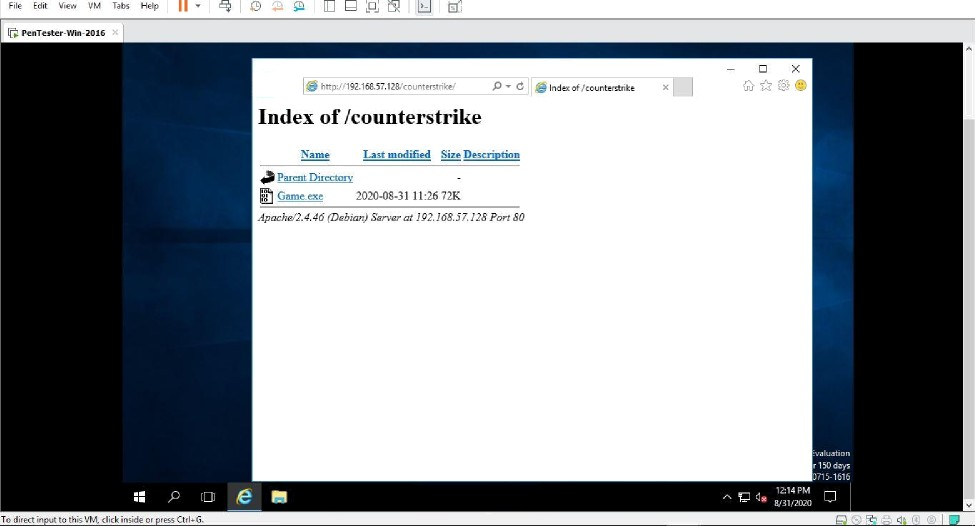 File Edit View VM Tabs Help
PenTester-Win-2016
http://192.168.57.128/counterstrike/
Index of /counterstrike
Index of /counterstrike
Name Last modified Size Description
Parent Directory -
Game.exe 2020-08-31 11:26 72K
Apache/2.4.46 (Debian) Server at 192.168.57.128 Port 80
Evaluation
r 150 days
0715-1616
12:14 PM
8/31/2020
To direct input to this VM, click inside or press Ctrl+G.